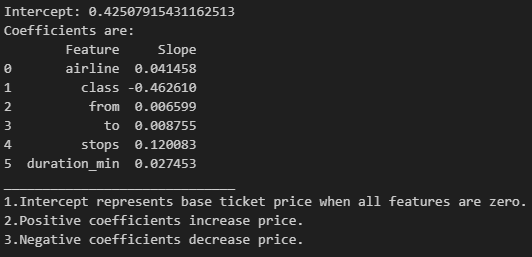 Intercept: 0.42507915431162513
Coefficients are:
Feature Slope
0 airline 0.041458
1 class -0.462610
2 from 0.006599
3 to 0.008755
4 stops 0.120083
5 duration_min 0.027453
______________________________
1.Intercept represents base ticket price when all features are zero.
2.Positive coefficients increase price.
3.Negative coefficients decrease price.